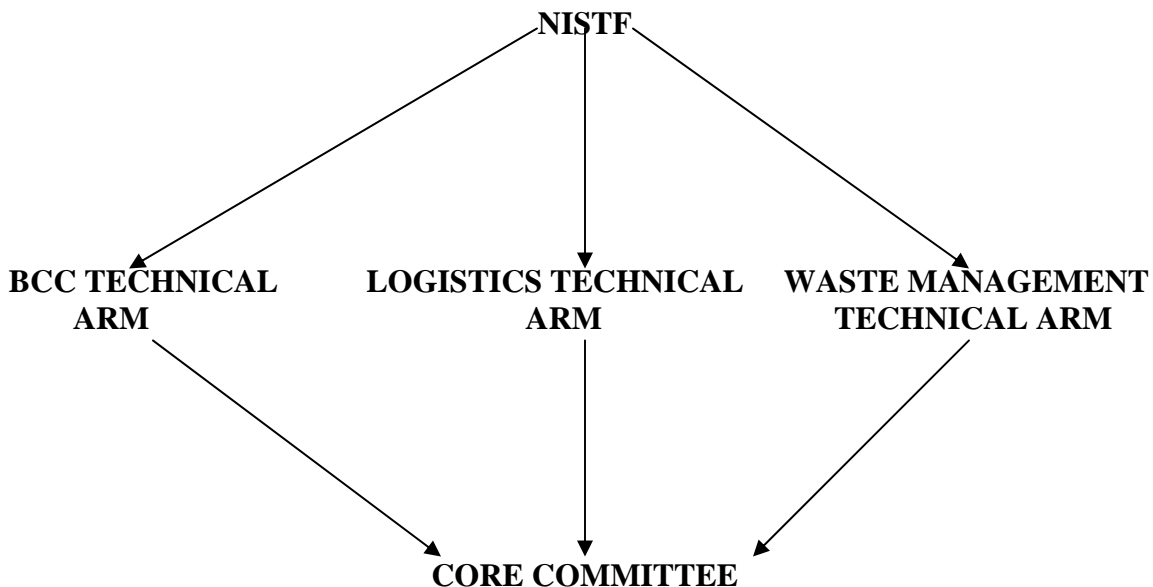 NISTF
BCC TECHNICAL
ARM
LOGISTICS TECHNICAL
ARM
WASTE MANAGEMENT
TECHNICAL ARM
CORE COMMITTEE